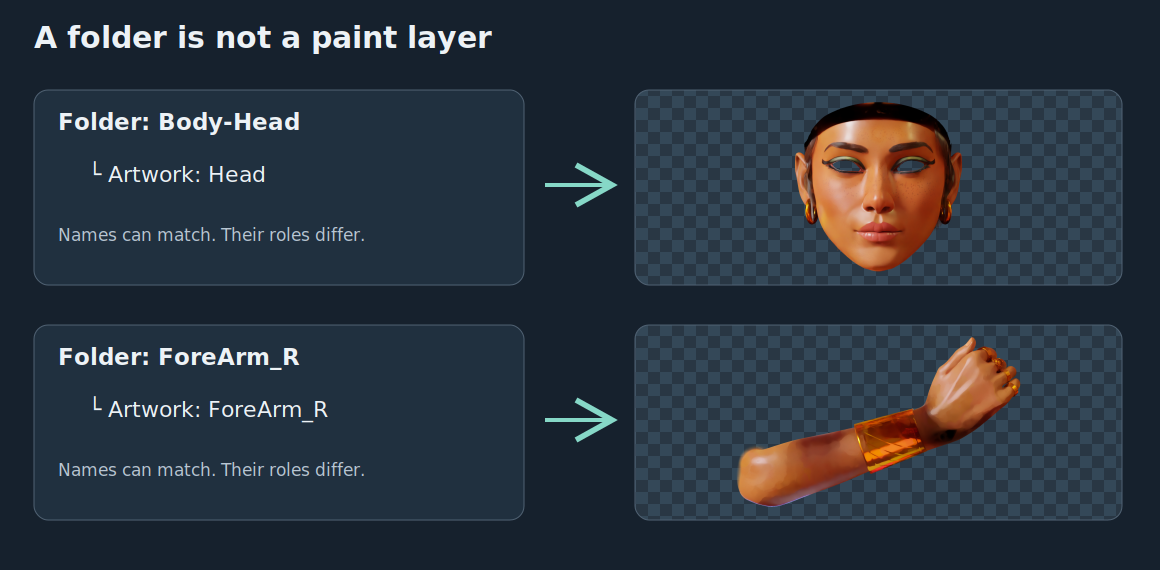 A folder is not a paint layer
Folder: Body-Head
└ Artwork: Head
Names can match. Their roles differ.
Folder: ForeArm_R
└ Artwork: ForeArm_R
Names can match. Their roles differ.